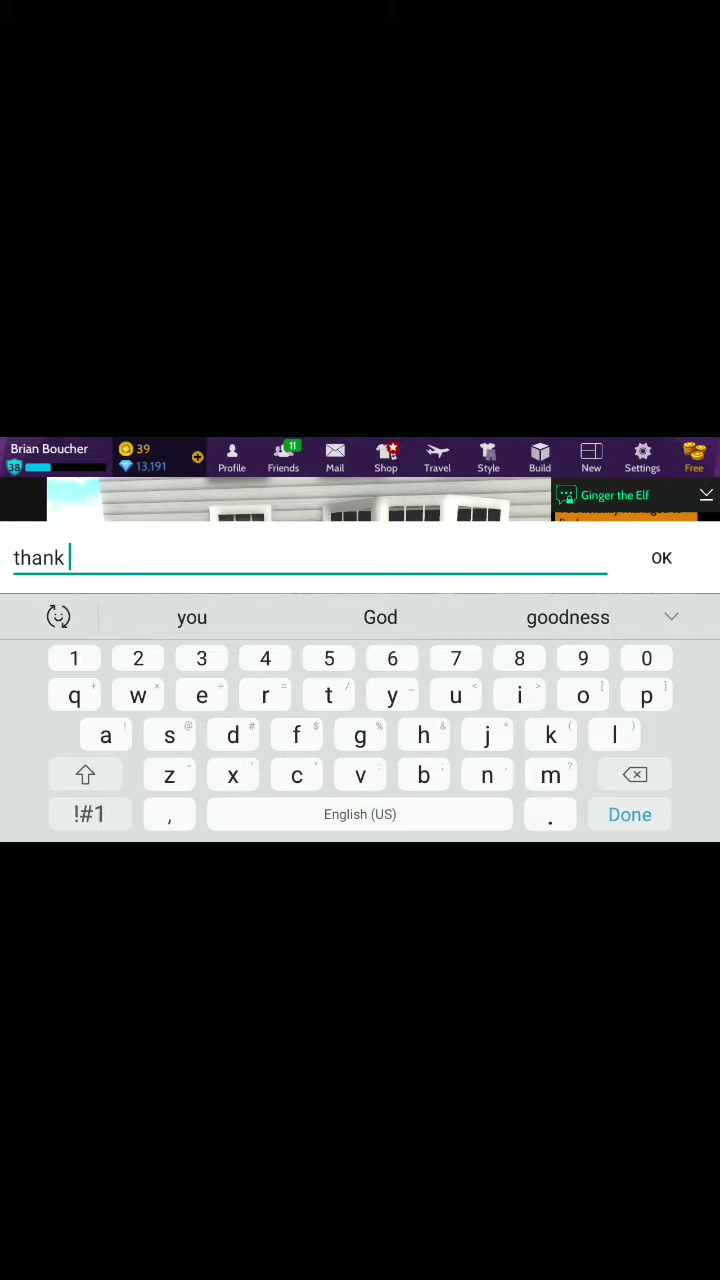 Brian Boucher
38
39
13,191
Profile
11
Friends
Mail
Shop
Travel
Style
Build
New
Settings
Free
Ginger the Elf
thank
OK
you God goodness
1 2 3 4 5 6 7 8 9 0
q + w × e ÷ r = t / y _ u < i > o [ p ]
a ! s @ d # f $ g % h & j * k ( l )
z - x ' c " v : b ; n , m ?
!#1 , English (US) . Done